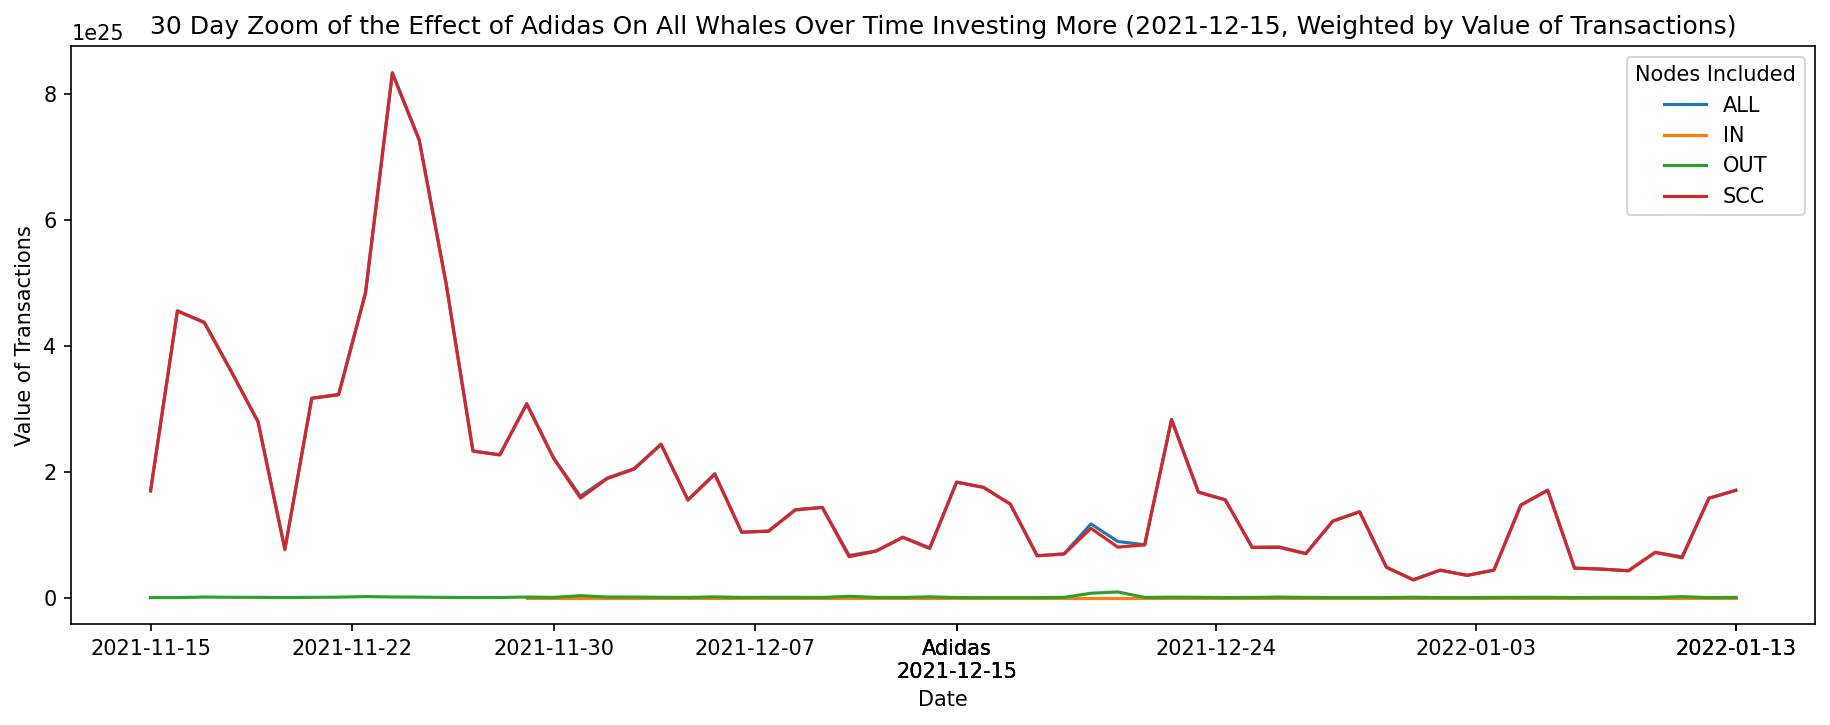 30 Day Zoom of the Effect of Adidas On All Whales Over Time Investing More (2021-12-15, Weighted by Value of Transactions)
1e25
Nodes Included
ALL
IN
OUT
SCC
8
6
4
2
0
Value of Transactions
2021-11-15
2021-11-22
2021-11-30
2021-12-07
Adidas
2021-12-15
2021-12-24
2022-01-03
2022-01-13
Date